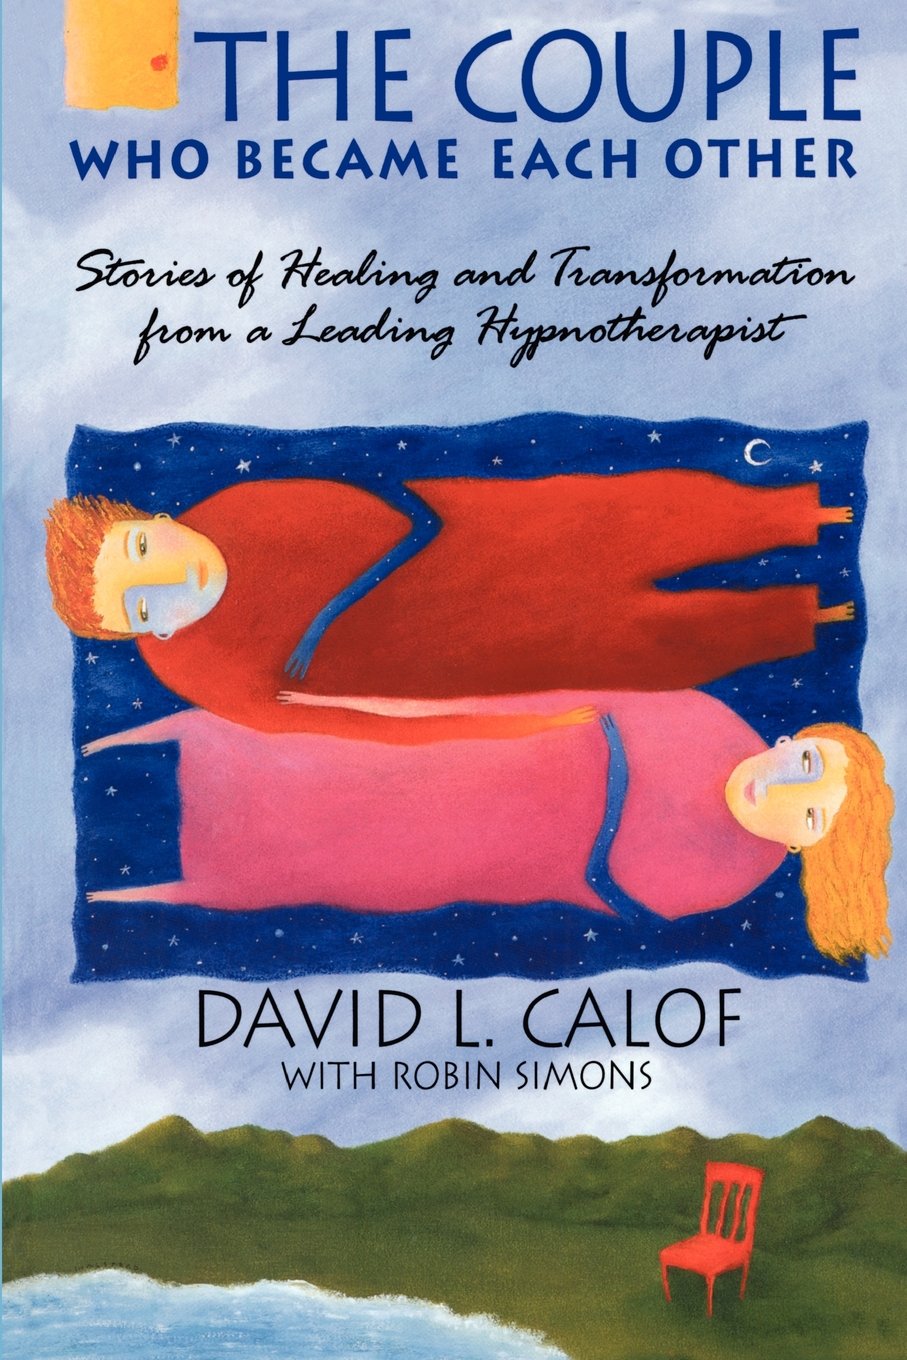 THE COUPLE
WHO BECAME EACH OTHER
Stories of Healing and Transformation
from a Leading Hypnotherapist
DAVID L. CALOF
WITH ROBIN SIMONS